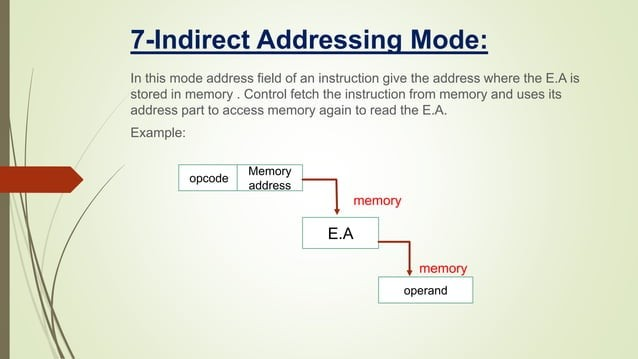 7-Indirect Addressing Mode:
In this mode address field of an instruction give the address where the E.A is
stored in memory . Control fetch the instruction from memory and uses its
address part to access memory again to read the E.A.
Example:
opcode
Memory
address
memory
E.A
memory
operand